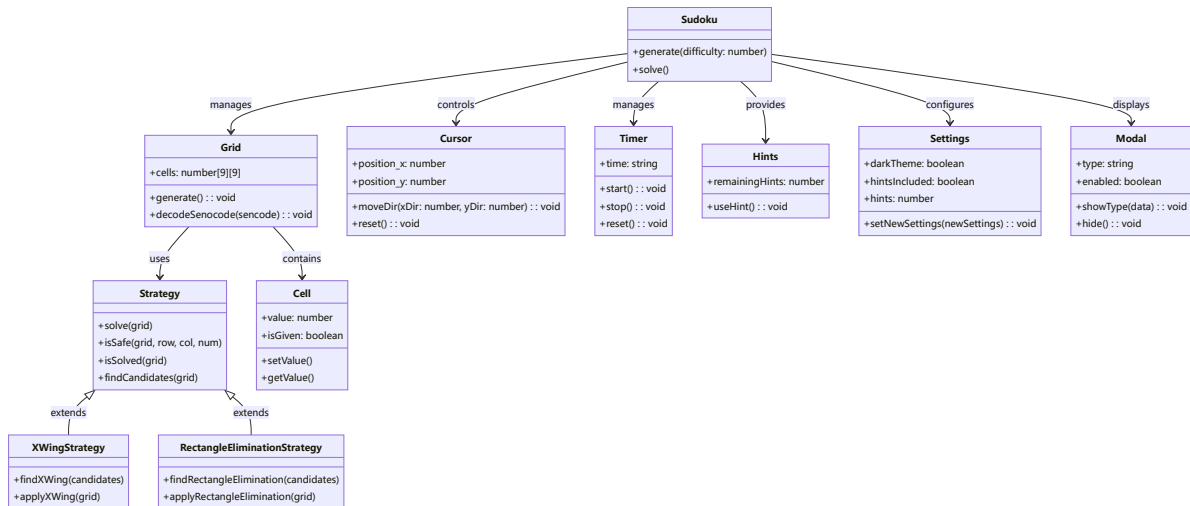 Sudoku
+generate(difficulty: number)
+solve()
manages
controls
manages
provides
configures
displays
Grid
+cells: number[9][9]
+generate() : : void
+decodeSenocode(sencode) : : void
Cursor
+position_x: number
+position_y: number
+moveDir(xDir: number, yDir: number) : : void
+reset() : : void
Timer
+time: string
+start() : : void
+stop() : : void
+reset() : : void
Hints
+remainingHints: number
+useHint() : : void
Settings
+darkTheme: boolean
+hintsIncluded: boolean
+hints: number
+setNewSettings(newSettings) : : void
Modal
+type: string
+enabled: boolean
+showType(data) : : void
+hide() : : void
uses
contains
Strategy
+solve(grid)
+isSafe(grid, row, col, num)
+isSolved(grid)
+findCandidates(grid)
Cell
+value: number
+isGiven: boolean
+setValue()
+getValue()
extends
extends
XWingStrategy
+findXWing(candidates)
+applyXWing(grid)
RectangleEliminationStrategy
+findRectangleElimination(candidates)
+applyRectangleElimination(grid)